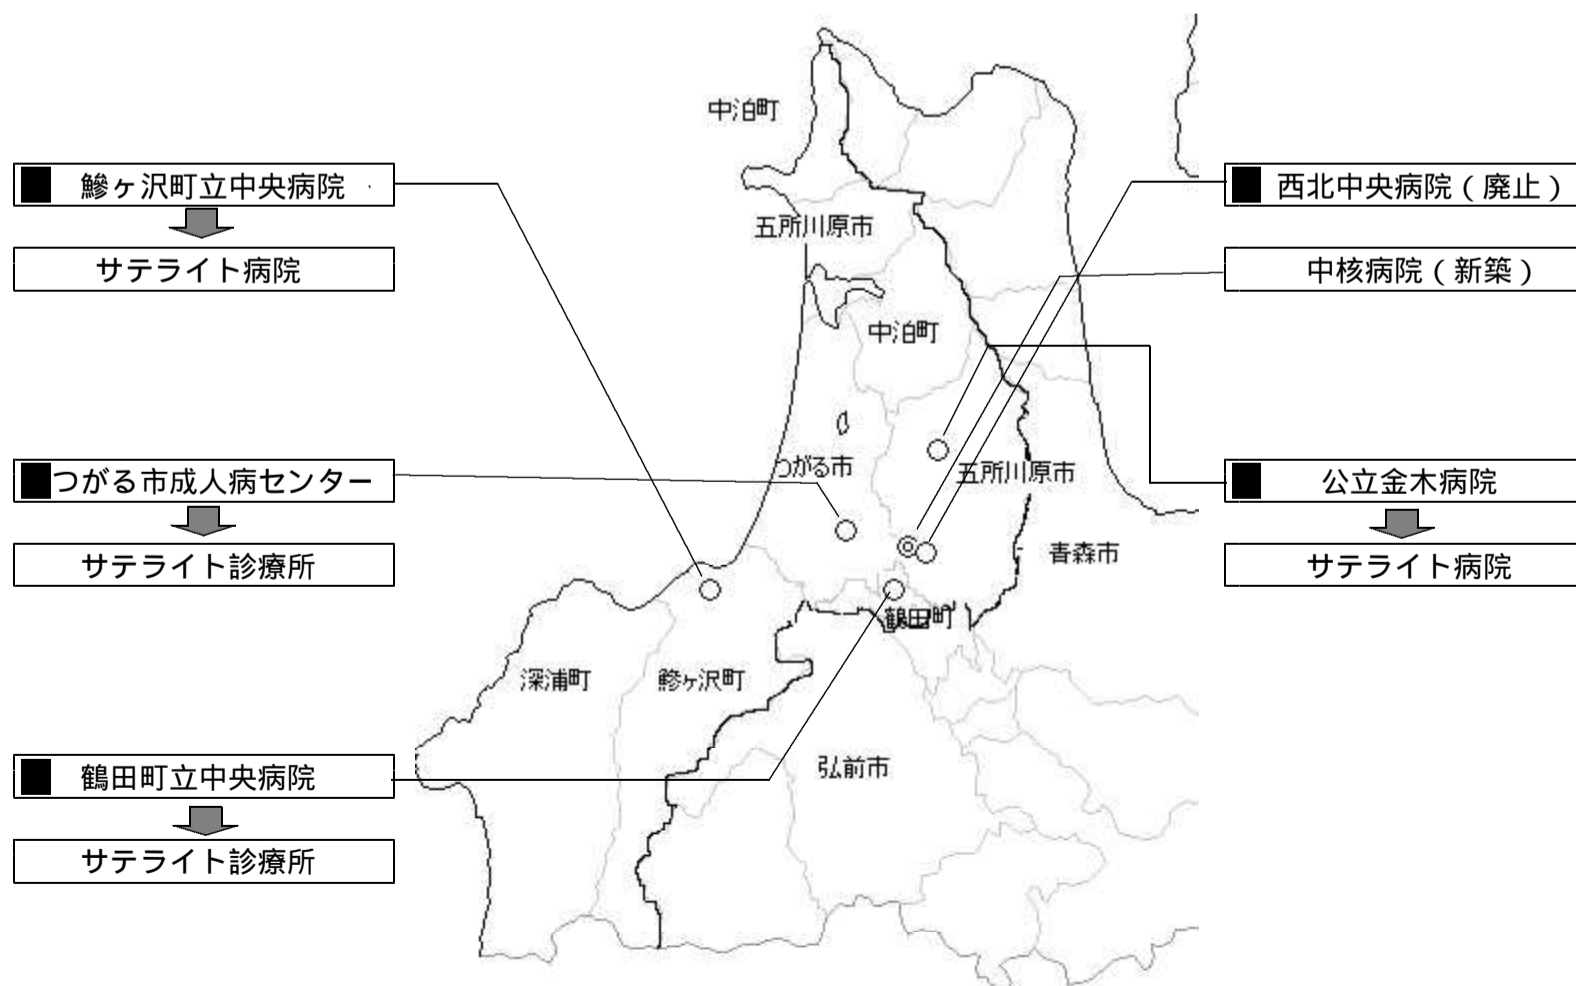 中泊町
鰺ヶ沢町立中央病院
西北中央病院（廃止）
五所川原市
サテライト病院
中核病院（新築）
中泊町
つがる市
五所川原市
つがる市成人病センター
公立金木病院
サテライト診療所
青森市
サテライト病院
鶴田町
深浦町
鰺ヶ沢町
弘前市
鶴田町立中央病院
サテライト診療所